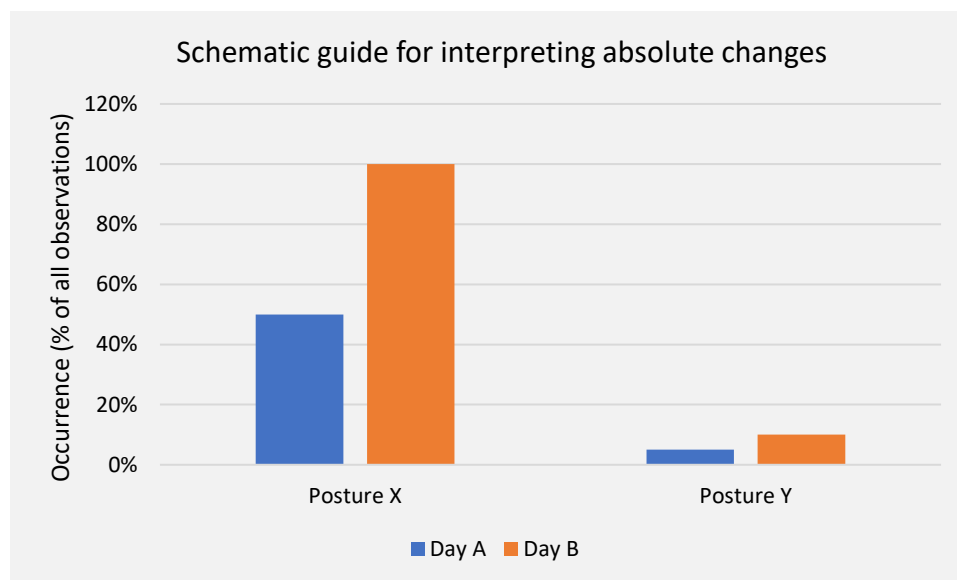 Schematic guide for interpreting absolute changes
Occurrence (% of all observations)
120%
100%
80%
60%
40%
20%
0%
Posture X
Posture Y
Day A
Day B